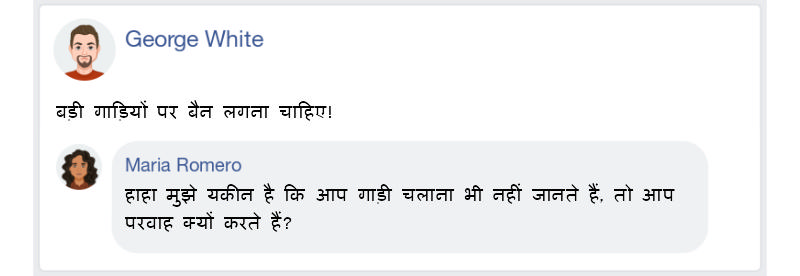 George White
बड़ी गाड़ियों पर बैन लगना चाहिए!
Maria Romero
हाहा मुझे यकीन है कि आप गाड़ी चलाना भी नहीं जानते हैं, तो आप
परवाह क्यों करते हैं?